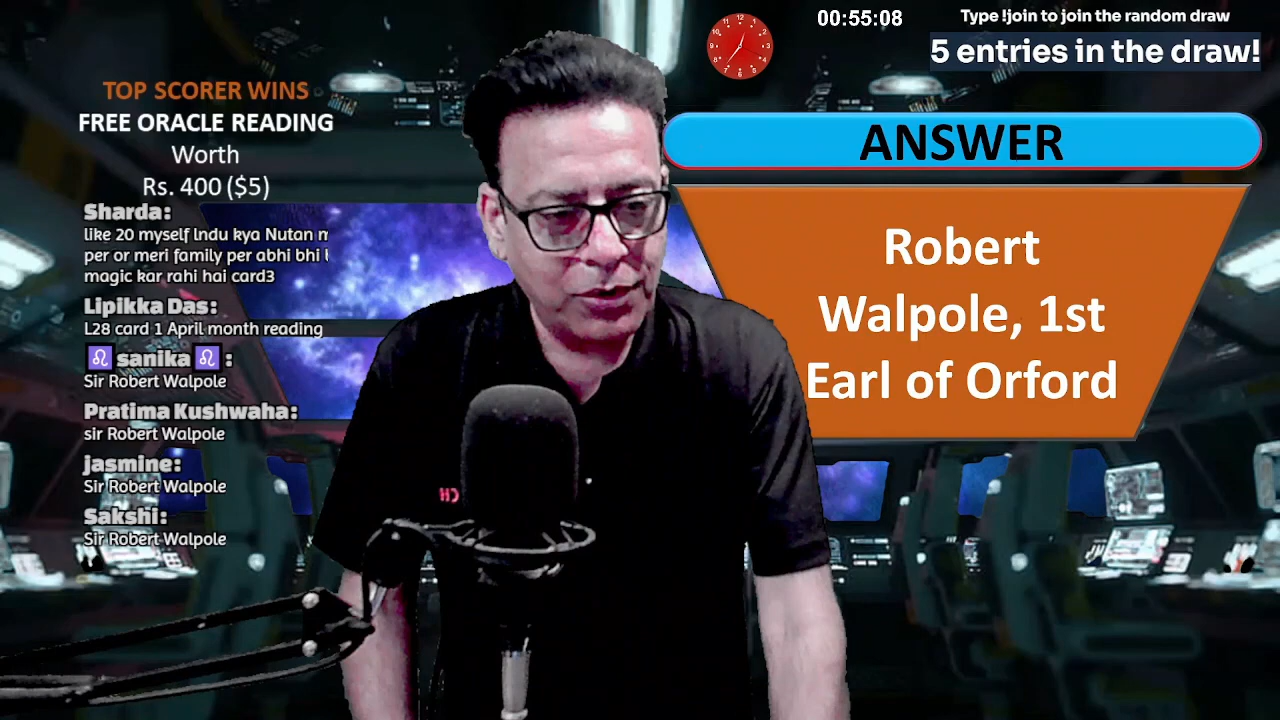 00:55:08
Type !join to join the random draw
5 entries in the draw!
TOP SCORER WINS
FREE ORACLE READING
Worth
Rs. 400 ($5)
Sharda:
like 20 myself Indu kya Nutan
per or meri family per abhi bhi
magic kar rahi hai card3
Lipikka Das:
L28 card 1 April month reading
♌ sanika ♌ :
Sir Robert Walpole
Pratima Kushwaha:
sir Robert Walpole
jasmine:
Sir Robert Walpole
Sakshi:
Sir Robert Walpole
ANSWER
Robert
Walpole, 1st
Earl of Orford